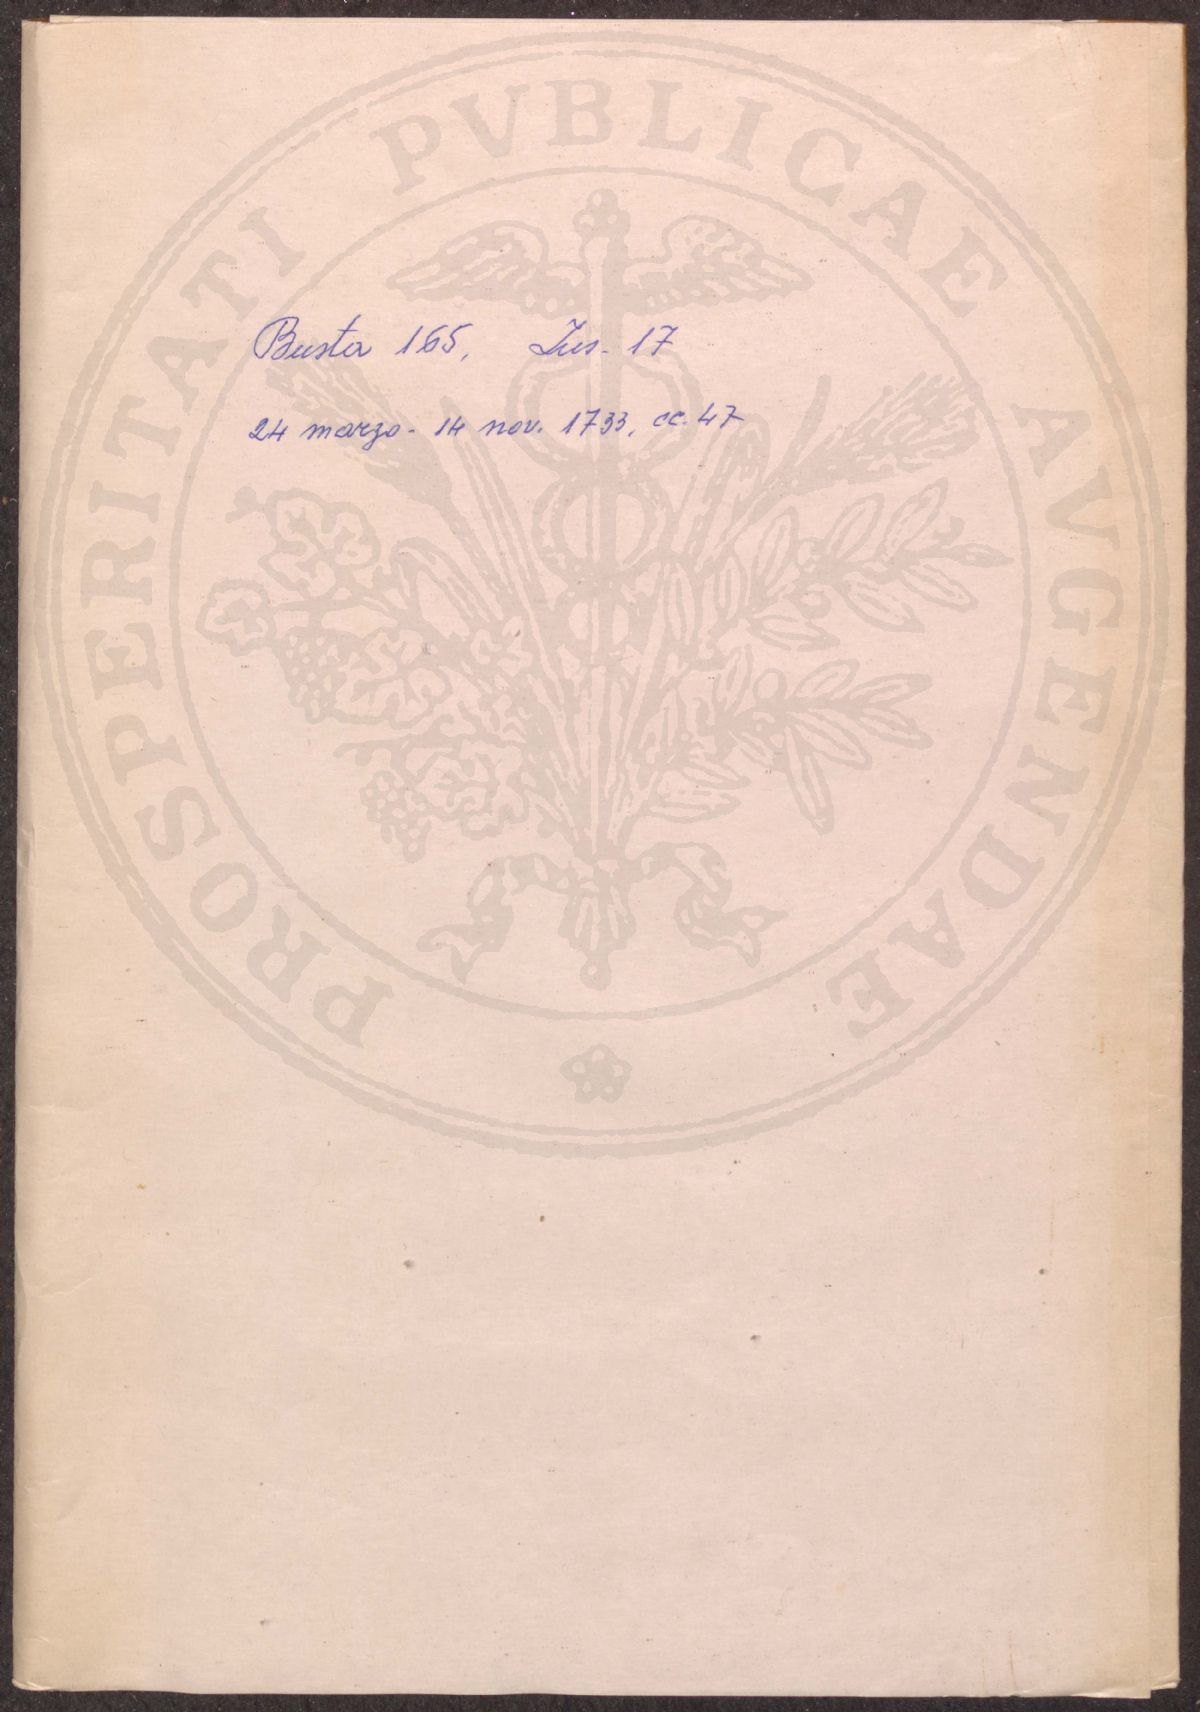 PROSPERITATI PVBLICAE AVGENDAE
Busta 165, Ins. 17
24 marzo - 14 nov. 1733, cc. 47